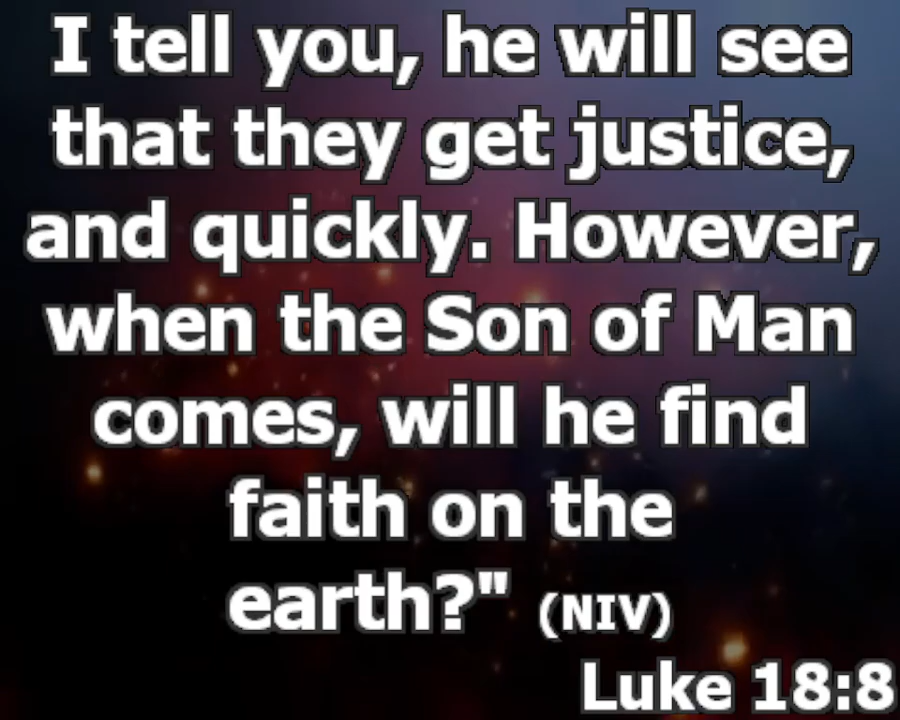 I tell you, he will see
that they get justice,
and quickly. However,
when the Son of Man
comes, will he find
faith on the
earth?" (NIV)
Luke 18:8